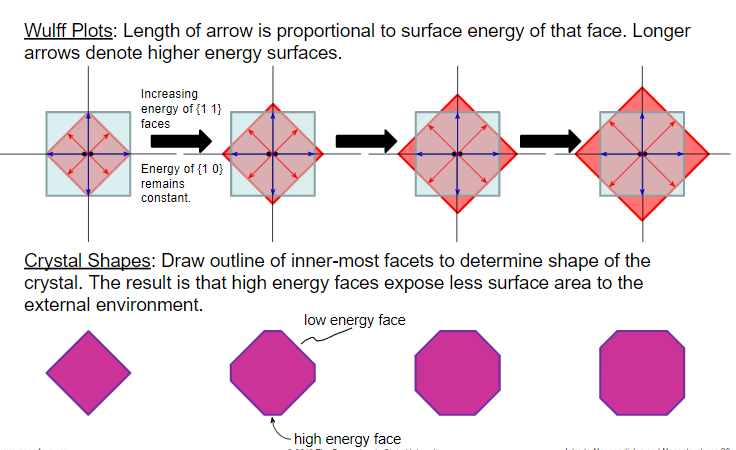 Wulff Plots: Length of arrow is proportional to surface energy of that face. Longer
arrows denote higher energy surfaces.
Increasing
energy of {1 1}
faces
Energy of {1 0}
remains
constant.
Crystal Shapes: Draw outline of inner-most facets to determine shape of the
crystal. The result is that high energy faces expose less surface area to the
external environment.
low energy face
high energy face